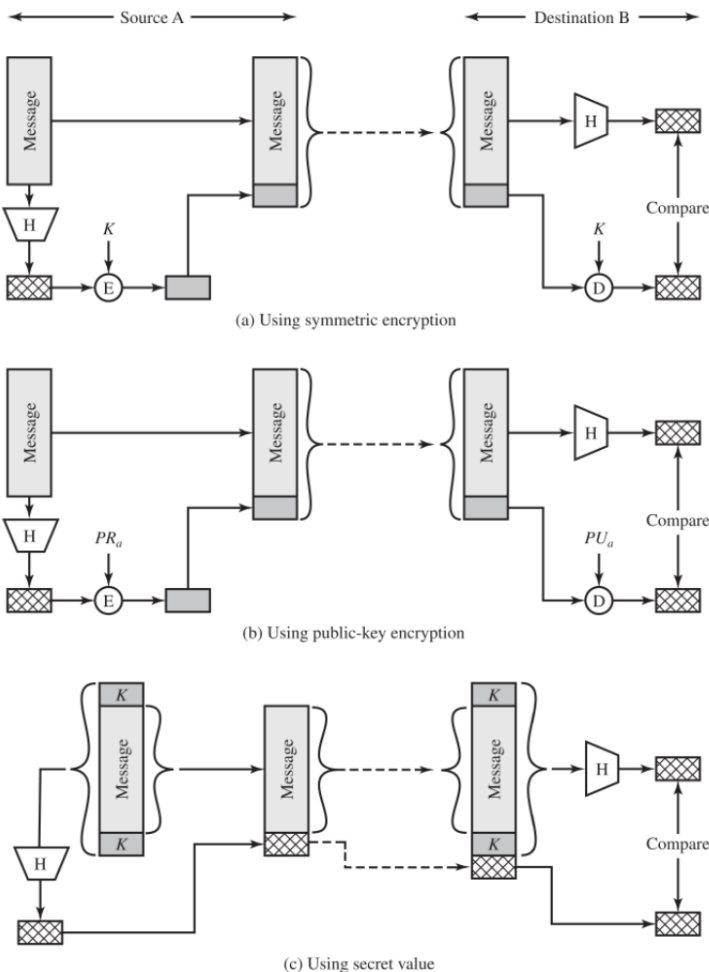 Source A
Destination B
Message
Message
Message
H
H
K
K
Compare
E
D
(a) Using symmetric encryption
Message
Message
Message
H
H
PRa
PUa
Compare
E
D
(b) Using public-key encryption
K
K
Message
Message
Message
H
K
K
Compare
H
(c) Using secret value